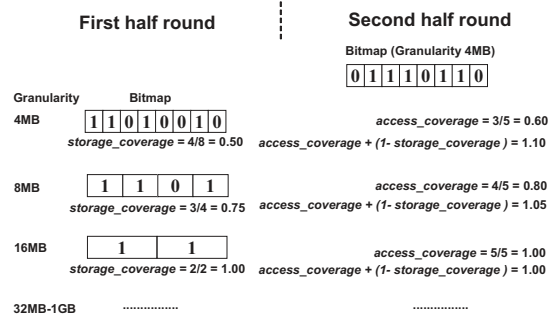 First half round
Second half round
Bitmap (Granularity 4MB)
0 1 1 1 0 1 1 0
Granularity Bitmap
4MB
1 1 0 1 0 0 1 0
storage_coverage = 4/8 = 0.50
access_coverage = 3/5 = 0.60
access_coverage + (1- storage_coverage ) = 1.10
8MB
1 1 0 1
storage_coverage = 3/4 = 0.75
access_coverage = 4/5 = 0.80
access_coverage + (1- storage_coverage ) = 1.05
16MB
1 1
storage_coverage = 2/2 = 1.00
access_coverage = 5/5 = 1.00
access_coverage + (1- storage_coverage ) = 1.00
32MB-1GB ................ ................